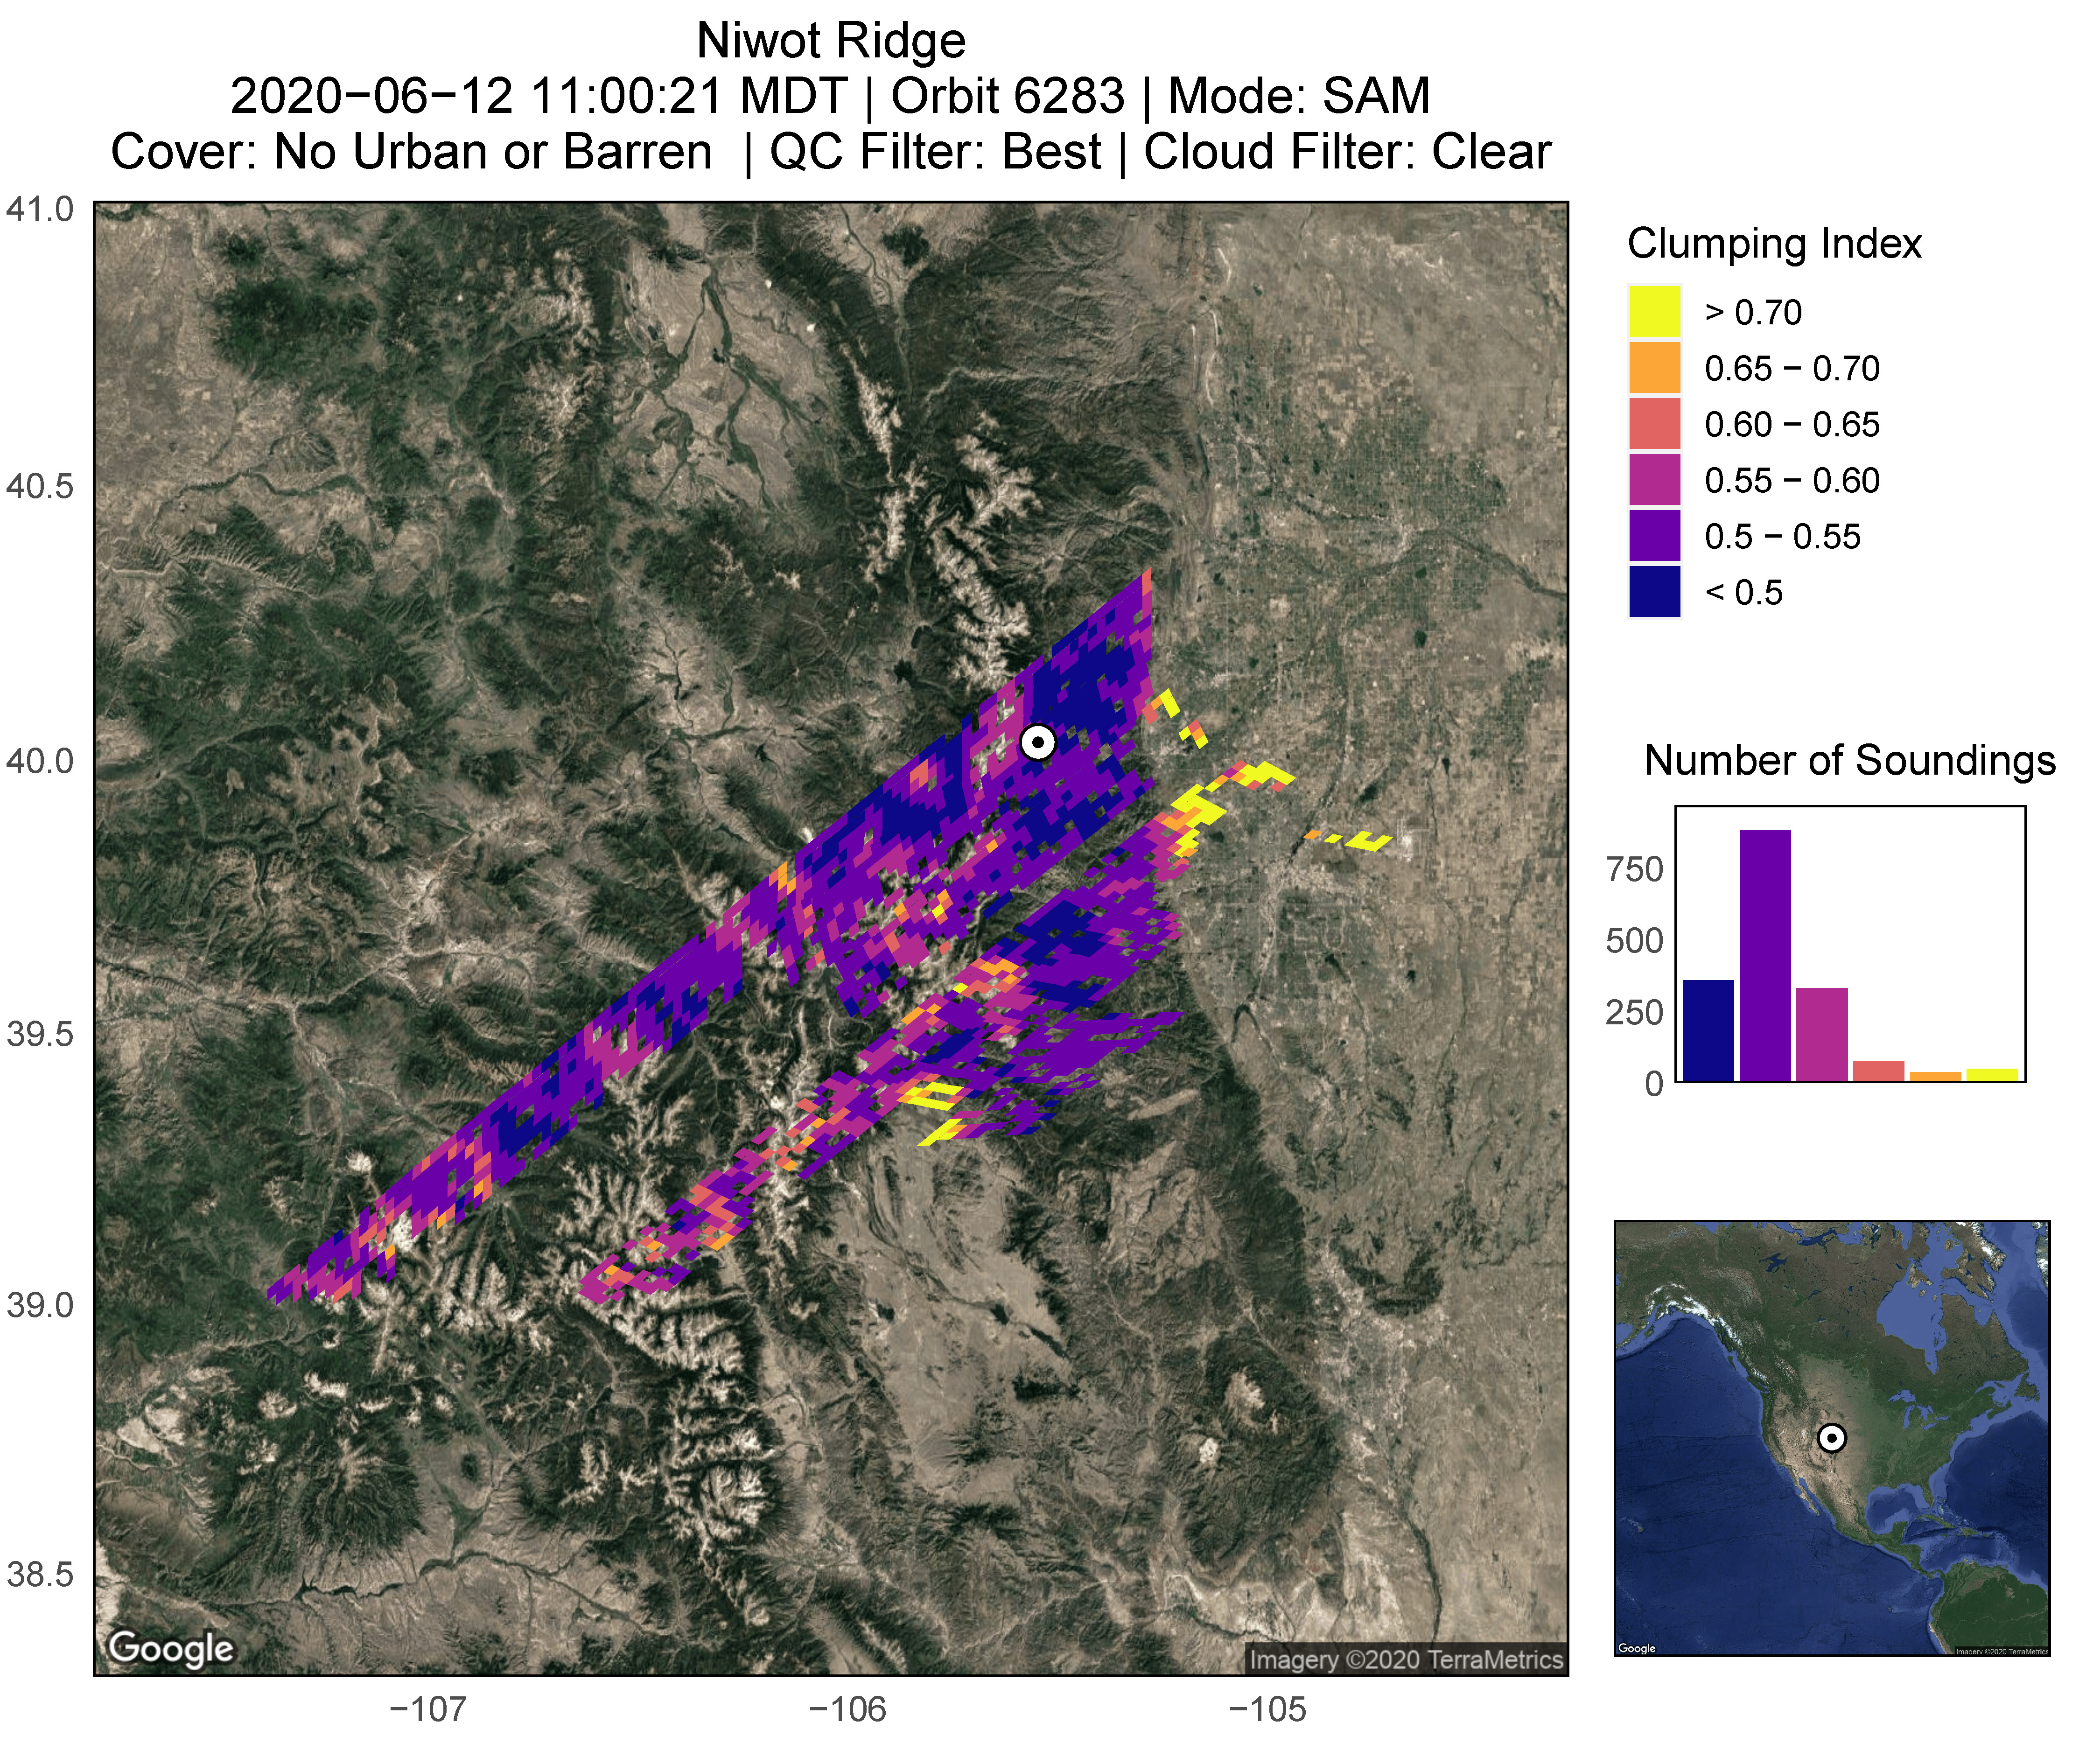 Niwot Ridge
2020−06−12 11:00:21 MDT | Orbit 6283 | Mode: SAM
Cover: No Urban or Barren | QC Filter: Best | Cloud Filter: Clear
41.0
40.5
40.0
39.5
39.0
38.5
−107
−106
−105
Google
Imagery ©2020 TerraMetrics
Clumping Index
> 0.70
0.65 − 0.70
0.60 − 0.65
0.55 − 0.60
0.5 − 0.55
< 0.5
Number of Soundings
750
500
250
0
Google
Imagery ©2020 TerraMetrics